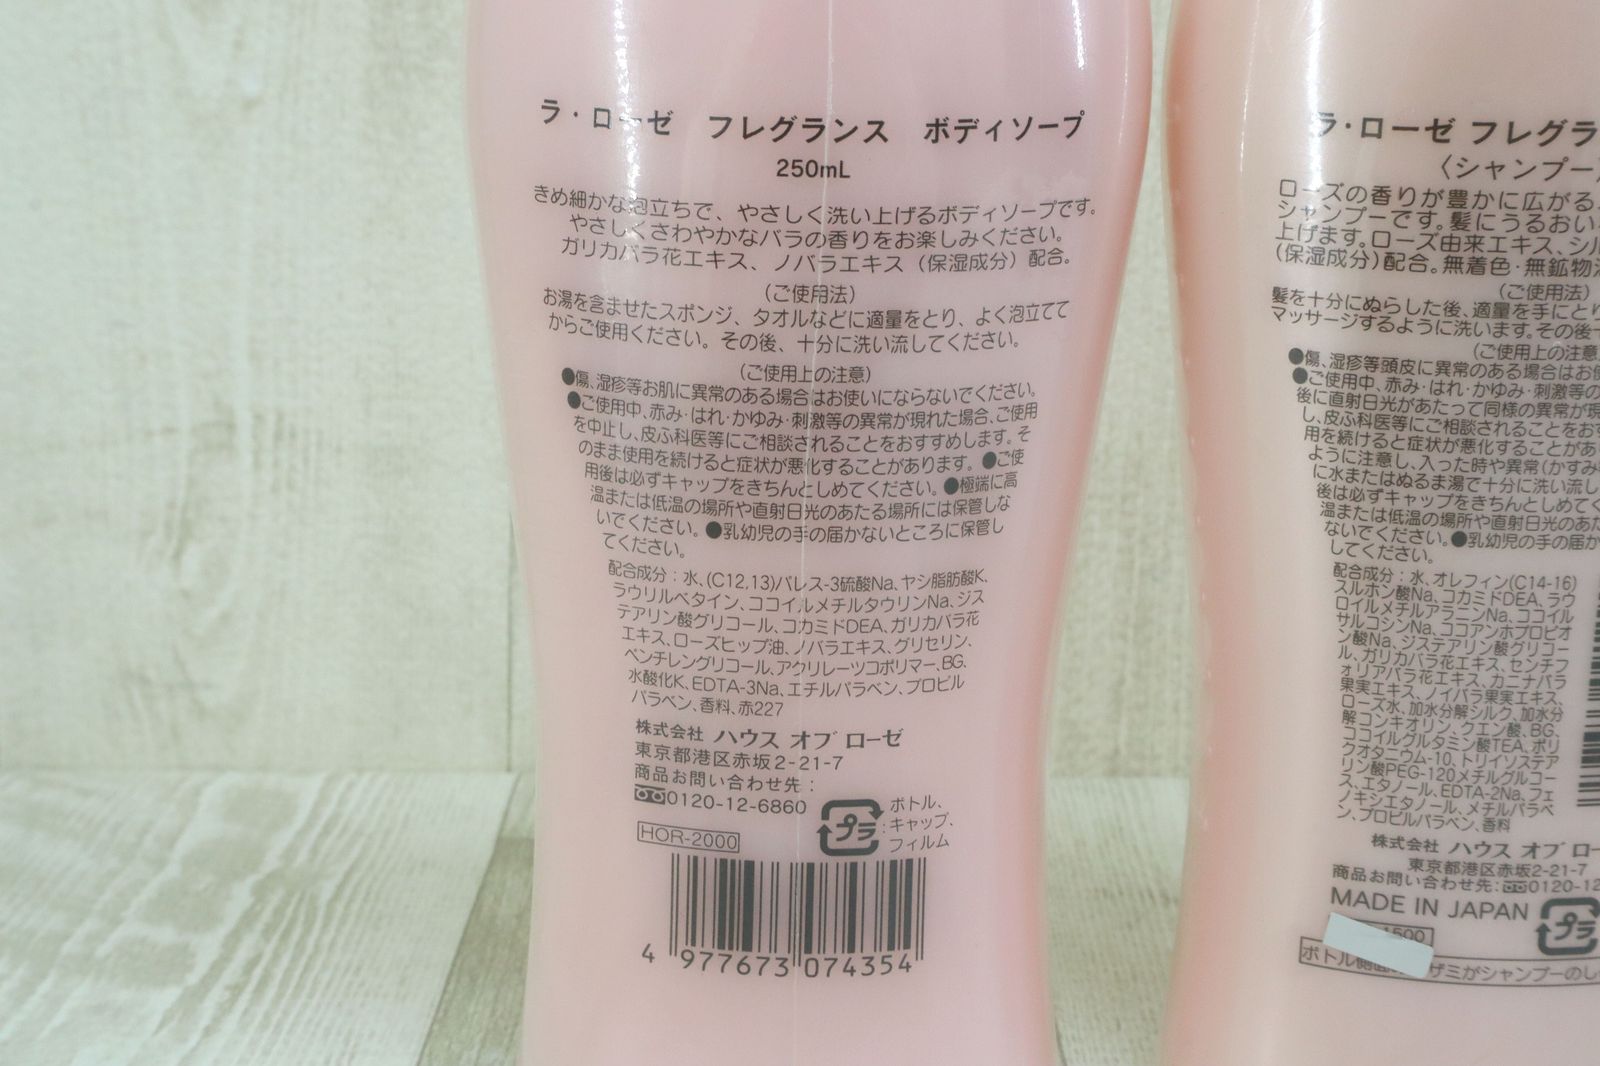 ラ・ローゼ フレグランス ボディソープ
250mL
きめ細かな泡立ちで、やさしく洗い上げるボディソープです。
やさしくさわやかなバラの香りをお楽しみください。
ガリカバラ花エキス、ノバラエキス（保湿成分）配合。
（ご使用法）
お湯を含ませたスポンジ、タオルなどに適量をとり、よく泡立てて
からご使用ください。その後、十分に洗い流してください。
（ご使用上の注意）
●傷、湿疹等お肌に異常のある場合はお使いにならないでください。
●ご使用中、赤み・はれ・かゆみ・刺激等の異常が現れた場合、ご使用
を中止し、皮ふ科医等にご相談されることをおすすめします。そ
のまま使用を続けると症状が悪化することがあります。●ご使
用後は必ずキャップをきちんとしめてください。●極端に高
温または低温の場所や直射日光のあたる場所には保管しな
いでください。●乳幼児の手の届かないところに保管し
てください。
配合成分：水、(C12,13)パレス-3硫酸Na、ヤシ脂肪酸K、
ラウリルベタイン、ココイルメチルタウリンNa、ジス
テアリン酸グリコール、コカミドDEA、ガリカバラ花
エキス、ローズヒップ油、ノバラエキス、グリセリン、
ペンチレングリコール、アクリレーツコポリマー、BG、
水酸化K、EDTA-3Na、エチルパラベン、プロピル
パラベン、香料、赤227
株式会社 ハウス オブ ローゼ
東京都港区赤坂2-21-7
商品お問い合わせ先：
0120-12-6860
プラ
：ボトル、
キャップ、
フィルム
HOR-2000
4 977673 074354
ラ・ローゼ フレグラ
〈シャンプー〉
ローズの香りが豊かに広がる
シャンプーです。髪にうるおい
上げます。ローズ由来エキス、シル
（保湿成分）配合。無着色・無鉱物
（ご使用法）
髪を十分にぬらした後、適量を手にとり
マッサージするように洗います。その後
（ご使用上の注意
●傷、湿疹等頭皮に異常のある場合はお使
●ご使用中、赤み・はれ・かゆみ・刺激等の
後に直射日光があたって同様の異常が現
し、皮ふ科医等にご相談されることをおす
用を続けると症状が悪化することがあ
ように注意し、入った時や異常(かすみ
に水またはぬるま湯で十分に洗い流し
後は必ずキャップをきちんとしめてく
温または低温の場所や直射日光のあた
ないでください。●乳幼児の手の届か
してください。
配合成分：水、オレフィン(C14-16)
スルホン酸Na、コカミドDEA、ラウ
ロイルメチルアラニンNa、ココイル
サルコシンNa、ココアンホプロピオ
ン酸Na、ジステアリン酸グリコー
ル、ガリカバラ花エキス、センチフ
ォリアバラ花エキス、カニナバラ
果実エキス、ノイバラ果実エキス、
ローズ水、加水分解シルク、加水分
解コンキオリン、クエン酸、BG、
ココイルグルタミン酸TEA、ポリ
クオタニウム-10、トリイソステア
リン酸PEG-120メチルグルコー
ス、エタノール、EDTA-2Na、フェ
ノキシエタノール、メチルパラベ
ン、プロピルパラベン、香料
株式会社 ハウス オブ ロー
東京都港区赤坂2-21-7
商品お問い合わせ先：0120-12
MADE IN JAPAN
プラ
1500
ボトル側面 ザミがシャンプーのし